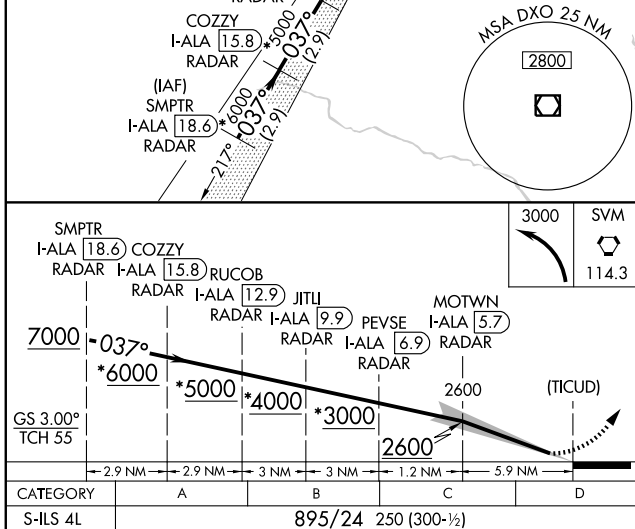 RADAR
COZZY
I-ALA 15.8
RADAR
*5000
037°
(2.9)
(IAF)
SMPTR
I-ALA 18.6
RADAR
*6000
037°
(2.9)
217°
MSA DXO 25 NM
2800
3000
SVM
114.3
SMPTR
I-ALA 18.6
RADAR
COZZY
I-ALA 15.8
RADAR
RUCOB
I-ALA 12.9
RADAR
JITLI
I-ALA 9.9
RADAR
PEVSE
I-ALA 6.9
RADAR
MOTWN
I-ALA 5.7
RADAR
7000
037°
*6000
*5000
*4000
*3000
2600
2600
(TICUD)
GS 3.00°
TCH 55
2.9 NM 2.9 NM 3 NM 3 NM 1.2 NM 5.9 NM
CATEGORY A B C D
S-ILS 4L 895/24 250 (300-½)